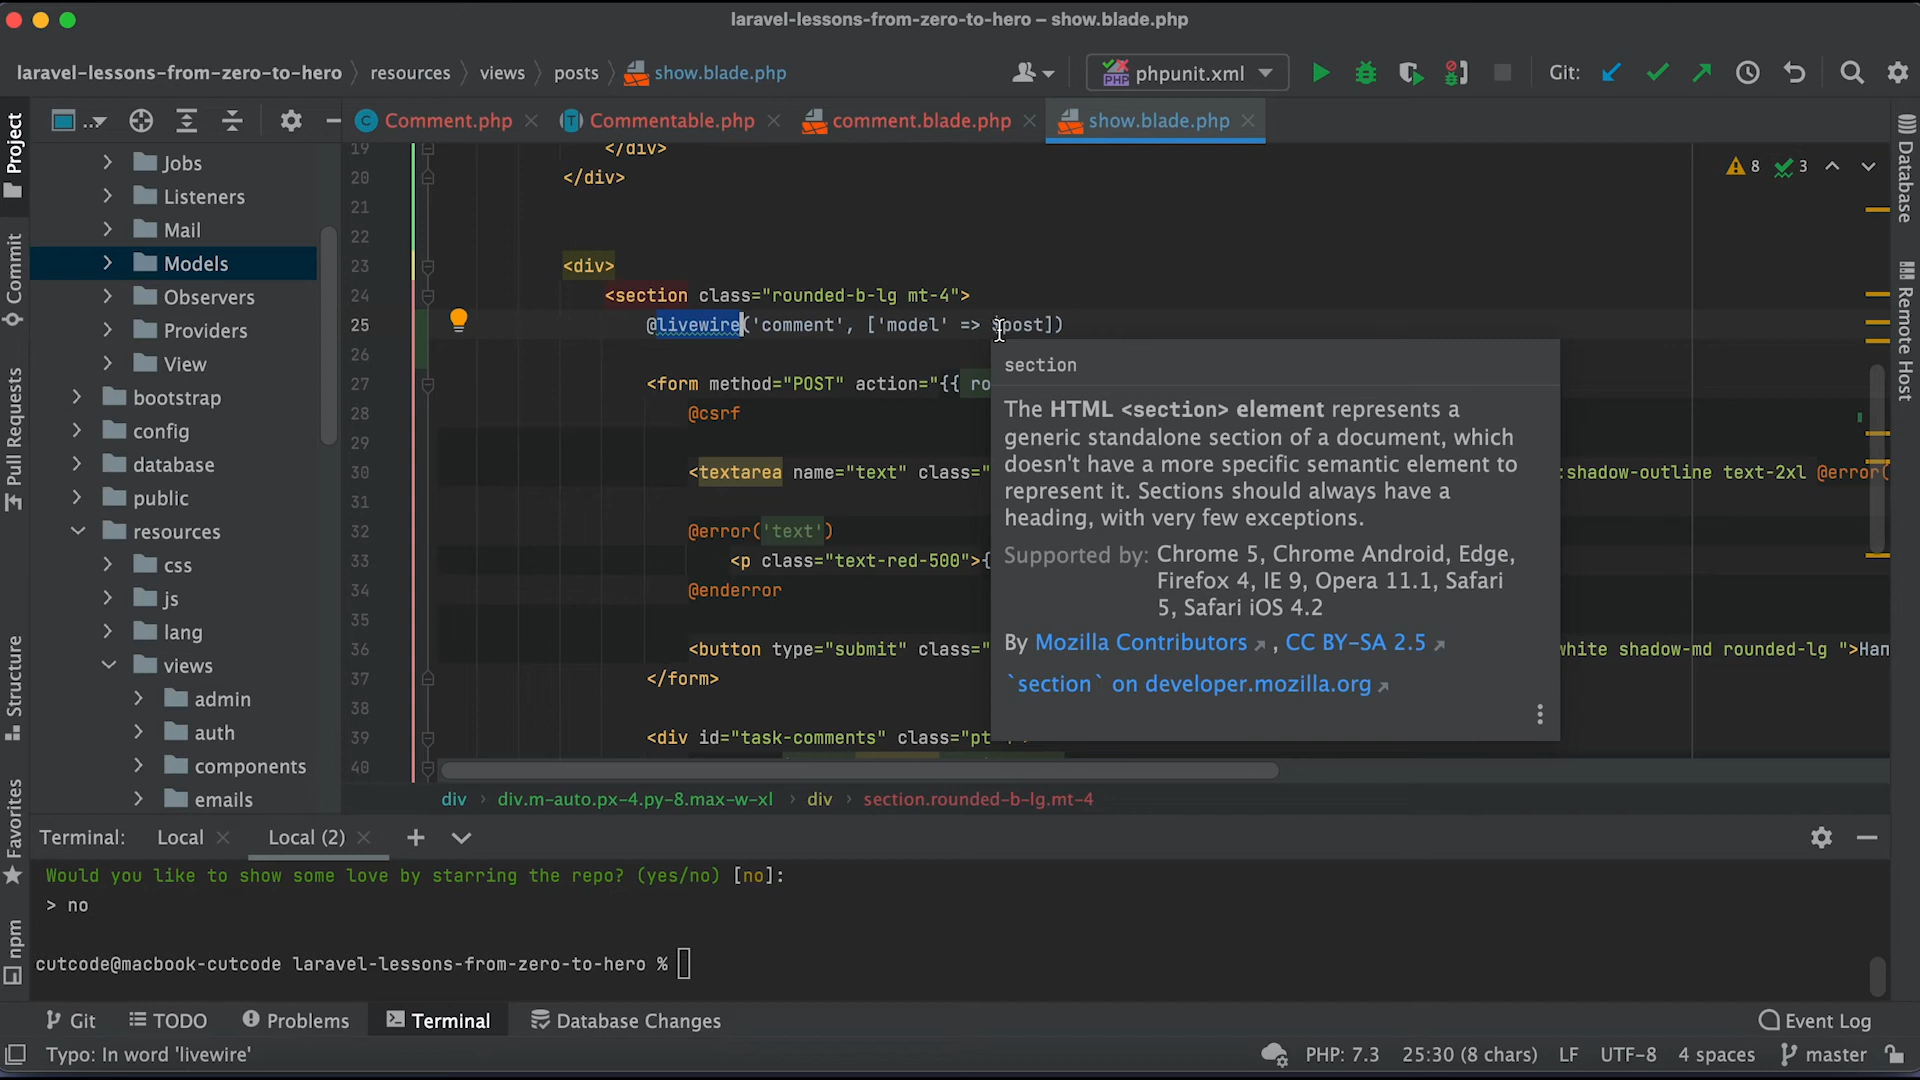 laravel-lessons-from-zero-to-hero – show.blade.php
laravel-lessons-from-zero-to-hero
resources
views
posts
show.blade.php
phpunit.xml
Git:
Project
Commit
Pull Requests
Structure
Favorites
npm
...
Jobs
Listeners
Mail
Models
Observers
Providers
View
bootstrap
config
database
public
resources
css
js
lang
views
admin
auth
components
emails
Comment.php
Commentable.php
comment.blade.php
show.blade.php
8
3
19 </div>
20 </div>
21
22
23 <div>
24 <section class="rounded-b-lg mt-4">
25 @livewire('comment', ['model' => $post])
26
27 <form method="POST" action="{{ ro
28 @csrf
29
30 <textarea name="text" class=" :shadow-outline text-2xl @error(
31
32 @error('text')
33 <p class="text-red-500">{
34 @enderror
35
36 <button type="submit" class=" white shadow-md rounded-lg ">Han
37 </form>
38
39 <div id="task-comments" class="pt
40
section
The HTML <section> element represents a
generic standalone section of a document, which
doesn't have a more specific semantic element to
represent it. Sections should always have a
heading, with very few exceptions.
Supported by: Chrome 5, Chrome Android, Edge,
Firefox 4, IE 9, Opera 11.1, Safari
5, Safari iOS 4.2
By Mozilla Contributors , CC BY-SA 2.5
`section` on developer.mozilla.org
div
div.m-auto.px-4.py-8.max-w-xl
div
section.rounded-b-lg.mt-4
Database
Remote Host
Terminal:
Local
Local (2)
Would you like to show some love by starring the repo? (yes/no) [no]:
> no
cutcode@macbook-cutcode laravel-lessons-from-zero-to-hero %
Git
TODO
Problems
Terminal
Database Changes
Event Log
Typo: In word 'livewire'
PHP: 7.3
25:30 (8 chars)
LF
UTF-8
4 spaces
master